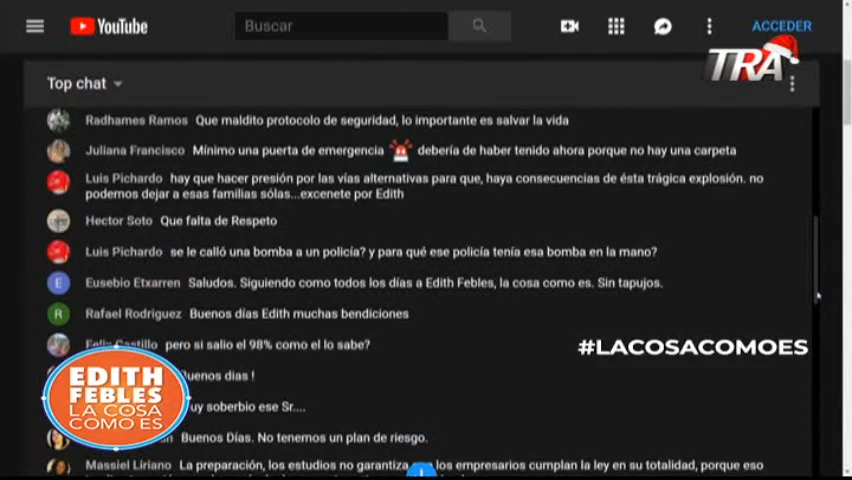 YouTube
Buscar
ACCEDER
TRA
Top chat
Radhames Ramos Que maldito protocolo de seguridad, lo importante es salvar la vida
Juliana Francisco Mínimo una puerta de emergencia debería de haber tenido ahora porque no hay una carpeta
Luis Pichardo hay que hacer presión por las vías alternativas para que, haya consecuencias de ésta trágica explosión. no
podemos dejar a esas familias sólas...excenete por Edith
Hector Soto Que falta de Respeto
Luis Pichardo se le calló una bomba a un policía? y para qué ese policía tenía esa bomba en la mano?
E
Eusebio Etxarren Saludos. Siguiendo como todos los días a Edith Febles, la cosa como es. Sin tapujos.
R
Rafael Rodriguez Buenos días Edith muchas bendiciones
Felix Castillo pero si salio el 98% como el lo sabe?
#LACOSACOMOES
Buenos dias !
EDITH
FEBLES
LA COSA
COMO ES
uy soberbio ese Sr....
Buenos Días. No tenemos un plan de riesgo.
Massiel Liriano La preparación, los estudios no garantiza los empresarios cumplan la ley en su totalidad, porque eso